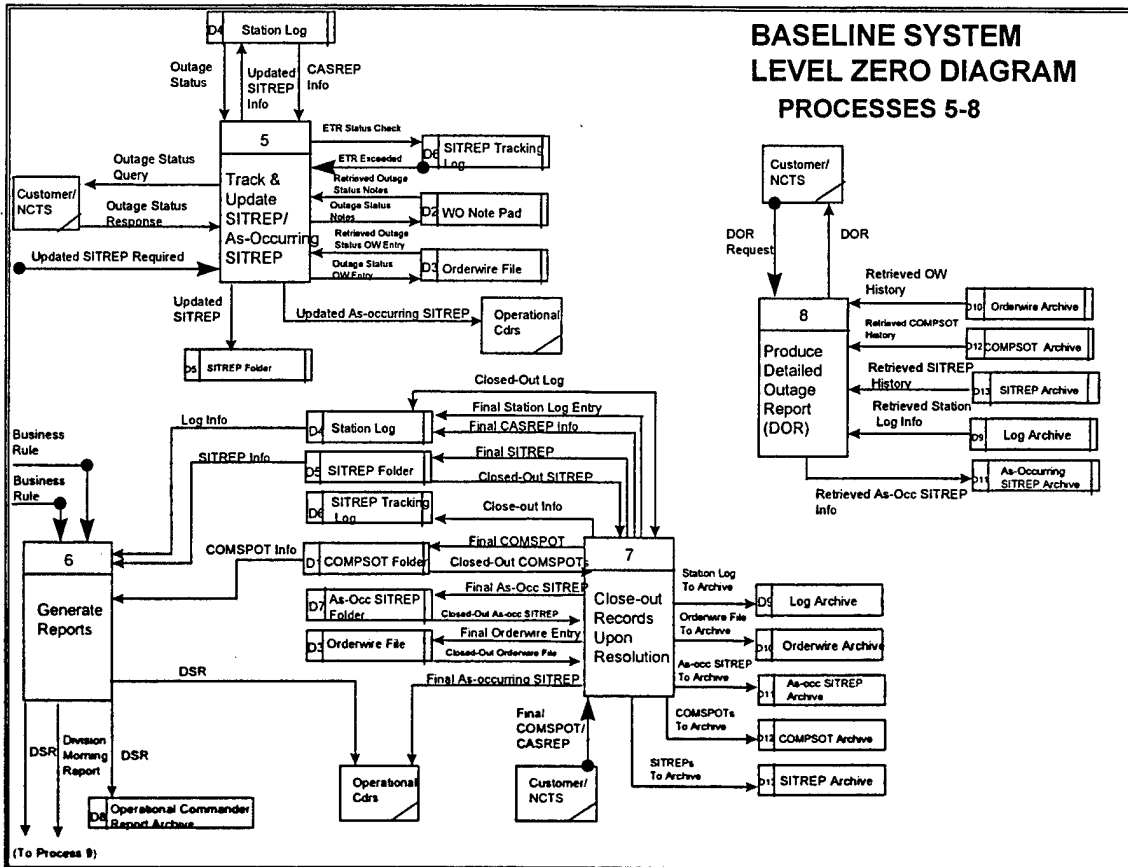 BASELINE SYSTEM
LEVEL ZERO DIAGRAM
PROCESSES 5-8
D4 Station Log
Outage
Status
Updated
SITREP
Info
CASREP
Info
5
Track &
Update
SITREP/
As-Occurring
SITREP
ETR Status Check
ETR Exceeded
D6 SITREP Tracking
Log
Retrieved Outage
Status Notes
Outage Status
Notes
D2 WO Note Pad
Retrieved Outage
Status OW Entry
Outage Status
OW Entry
D3 Orderwire File
Outage Status
Query
Customer/
NCTS
Outage Status
Response
Updated SITREP Required
Updated
SITREP
Updated As-occurring SITREP
Operational
Cdrs
D5 SITREP Folder
Customer/
NCTS
DOR
Request
DOR
8
Produce
Detailed
Outage
Report
(DOR)
Retrieved OW
History
D10 Orderwire Archive
Retrieved COMPSOT
History
D12 COMPSOT Archive
Retrieved SITREP
History
D13 SITREP Archive
Retrieved Station
Log Info
D9 Log Archive
As-Occurring
D11 SITREP Archive
Retrieved As-Occ SITREP
Info
Closed-Out Log
Final Station Log Entry
Log Info
D4 Station Log
Final CASREP Info
Business
Rule
SITREP Info
D5 SITREP Folder
Final SITREP
Closed-Out SITREP
Business
Rule
D6 SITREP Tracking
Log
Close-out Info
6
Generate
Reports
COMSPOT Info
D1 COMPSOT Folder
Final COMSPOT
Closed-Out COMSPOTs
7
Close-out
Records
Upon
Resolution
D7 As-Occ SITREP
Folder
Final As-Occ SITREP
Closed-Out As-occ SITREP
D3 Orderwire File
Final Orderwire Entry
Closed-Out Orderwire File
DSR
Final As-occurring SITREP
Station Log
To Archive
D9 Log Archive
Orderwire File
To Archive
D10 Orderwire Archive
As-occ SITREP
To Archive
D11 As-occ SITREP
Archive
COMSPOTs
To Archive
D12 COMPSOT Archive
SITREPs
To Archive
D13 SITREP Archive
Final
COMSPOT/
CASREP
Customer/
NCTS
Operational
Cdrs
DSR
Division
Morning
Report
DSR
D8 Operational Commander
Report Archive
(To Process 9)